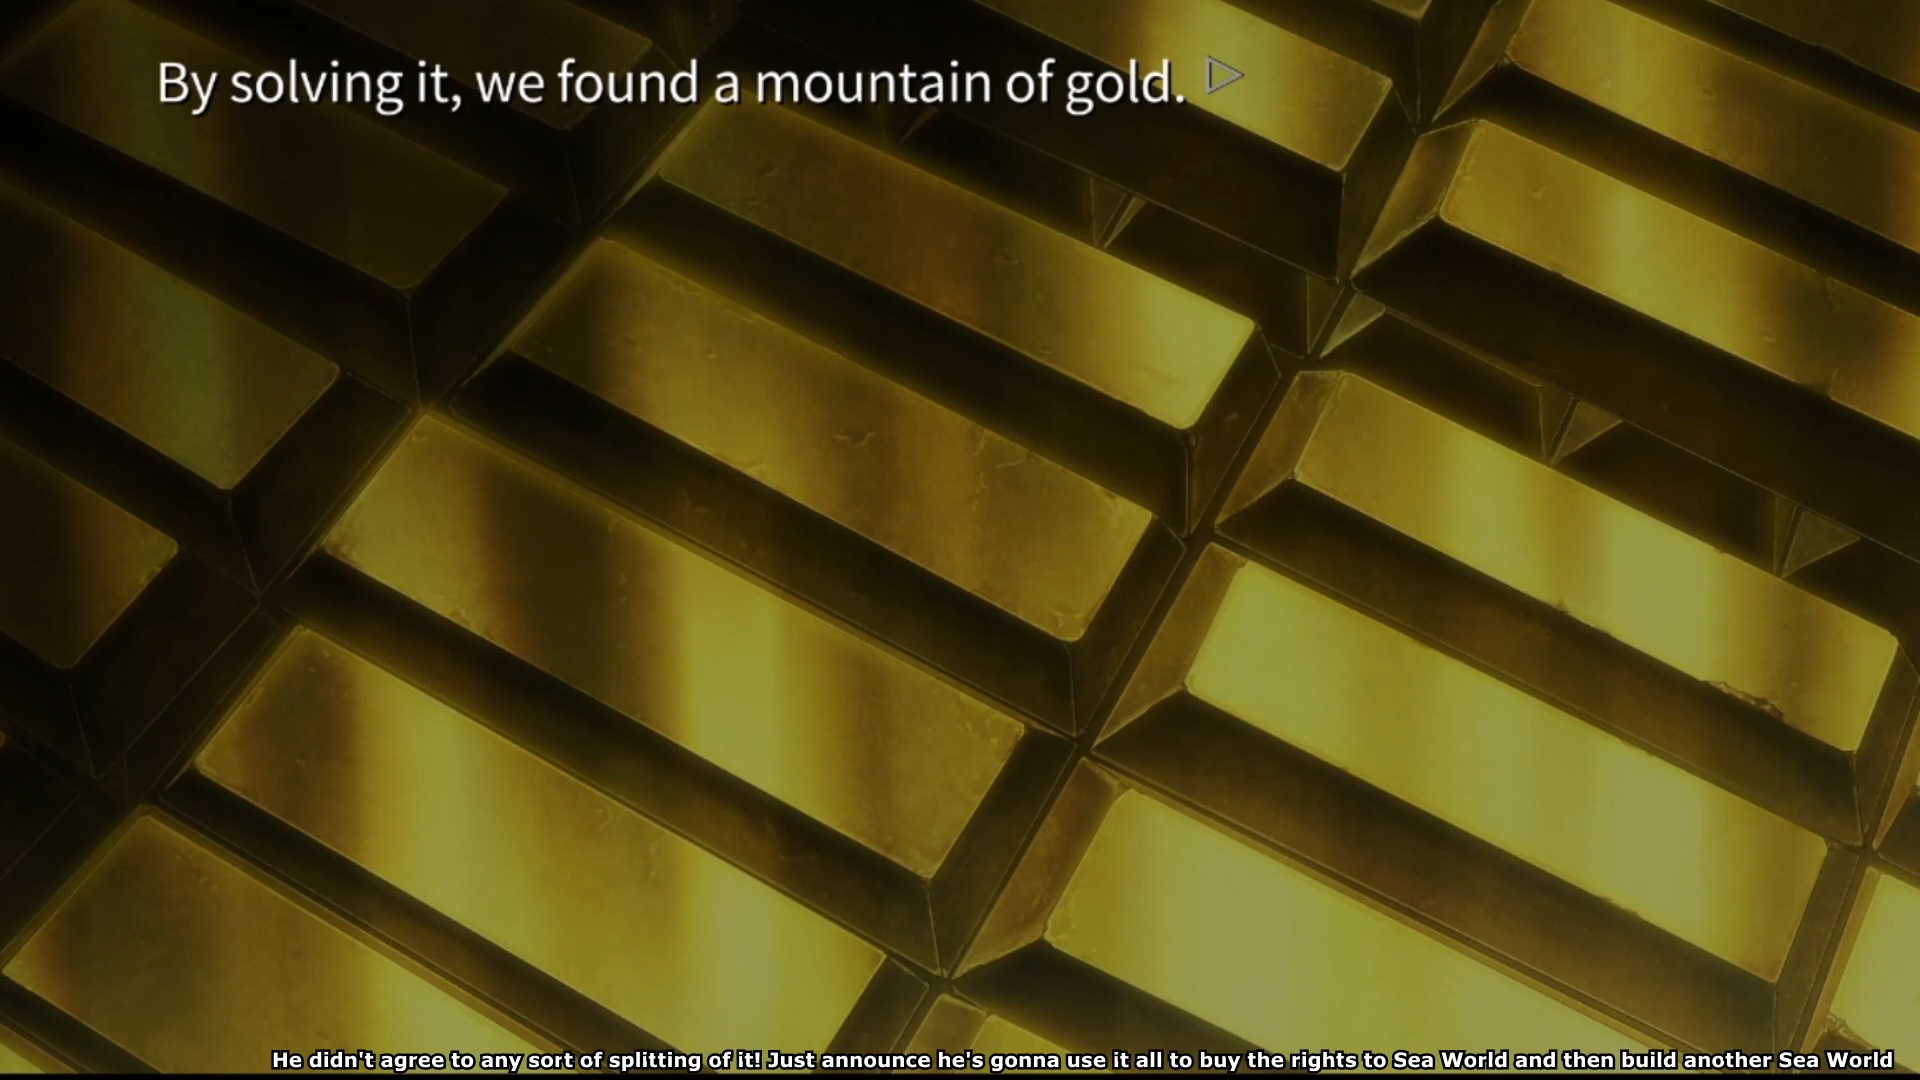 By solving it, we found a mountain of gold.
He didn't agree to any sort of splitting of it! Just announce he's gonna use it all to buy the rights to Sea World and then build another Sea World